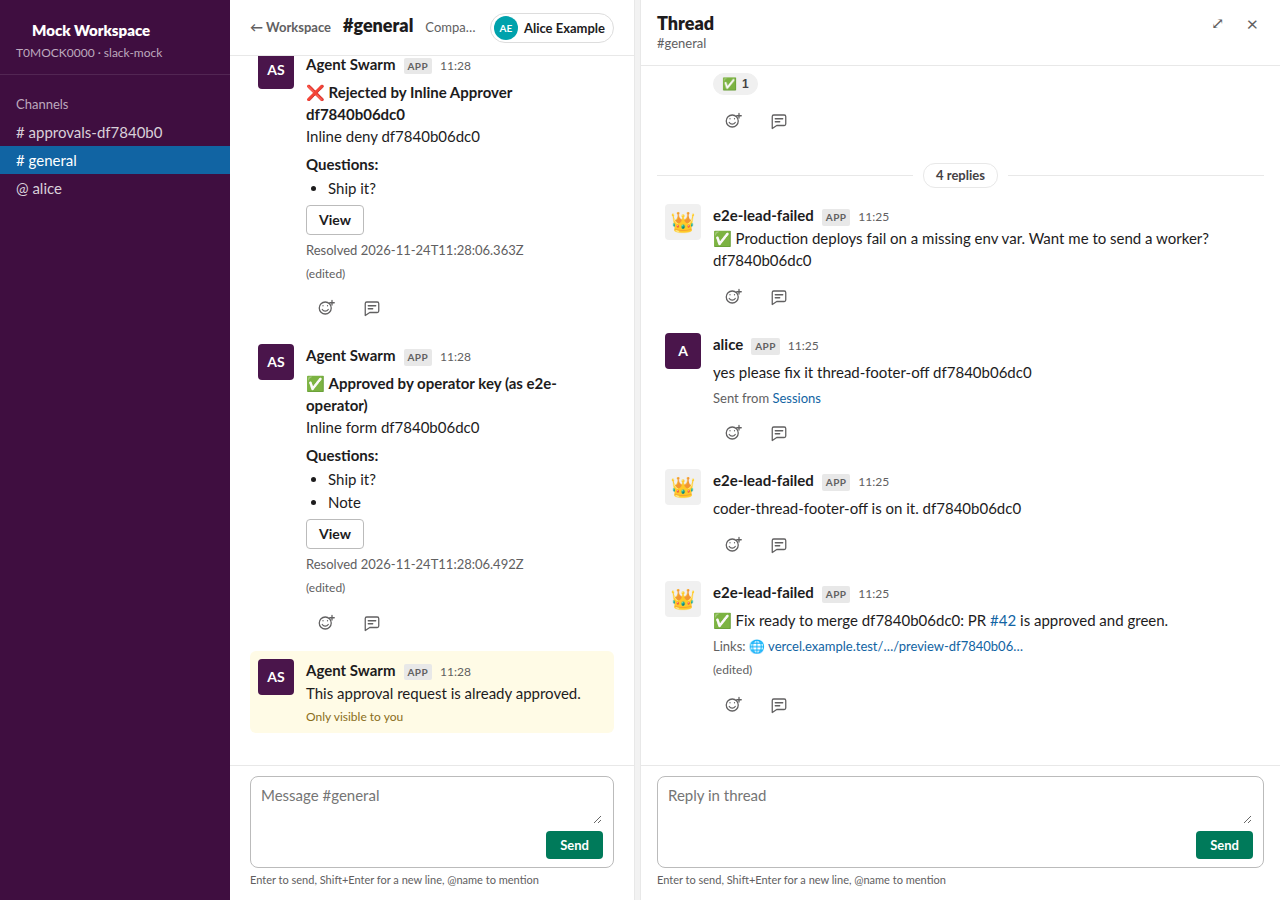 Mock Workspace
T0MOCK0000 · slack-mock
Channels
# approvals-df7840b0
# general
@ alice
← Workspace #general Compa... AE Alice Example
AS Agent Swarm APP 11:28
❌ Rejected by Inline Approver
df7840b06dc0
Inline deny df7840b06dc0
Questions:
• Ship it?
View
Resolved 2026-11-24T11:28:06.363Z
(edited)
AS Agent Swarm APP 11:28
✅ Approved by operator key (as e2e-
operator)
Inline form df7840b06dc0
Questions:
• Ship it?
• Note
View
Resolved 2026-11-24T11:28:06.492Z
(edited)
AS Agent Swarm APP 11:28
This approval request is already approved.
Only visible to you
Message #general
Send
Enter to send, Shift+Enter for a new line, @name to mention
Thread
#general
✅ 1
4 replies
e2e-lead-failed APP 11:25
✅ Production deploys fail on a missing env var. Want me to send a worker?
df7840b06dc0
A alice APP 11:25
yes please fix it thread-footer-off df7840b06dc0
Sent from Sessions
e2e-lead-failed APP 11:25
coder-thread-footer-off is on it. df7840b06dc0
e2e-lead-failed APP 11:25
✅ Fix ready to merge df7840b06dc0: PR #42 is approved and green.
Links: 🌐 vercel.example.test/.../preview-df7840b06...
(edited)
Reply in thread
Send
Enter to send, Shift+Enter for a new line, @name to mention